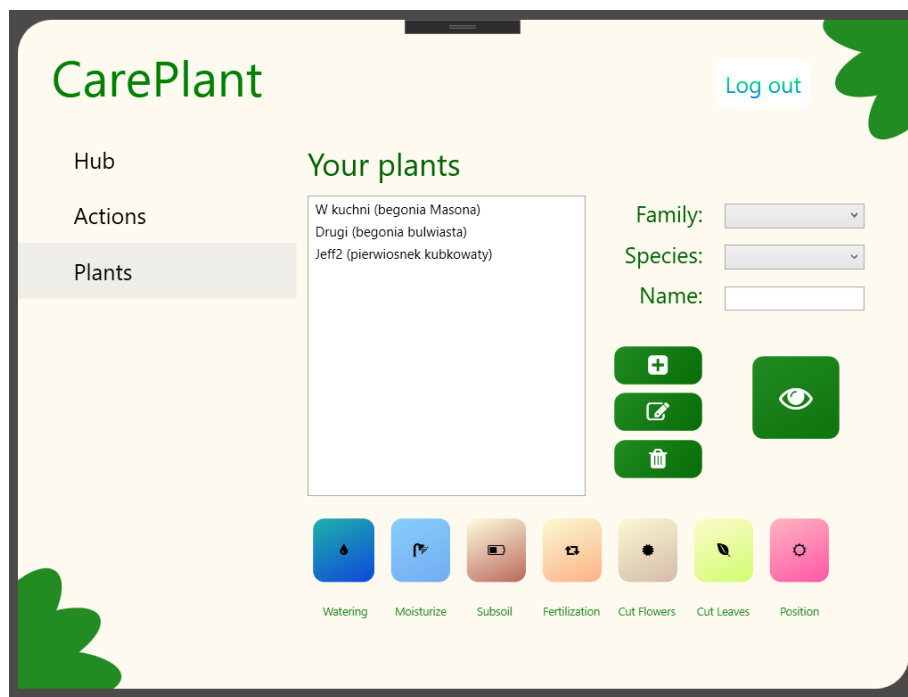 CarePlant
Log out
Hub
Actions
Plants
Your plants
W kuchni (begonia Masona)
Drugi (begonia bulwiasta)
Jeff2 (pierwiosnek kubkowaty)
Family:
Species:
Name:
Watering
Moisturize
Subsoil
Fertilization
Cut Flowers
Cut Leaves
Position